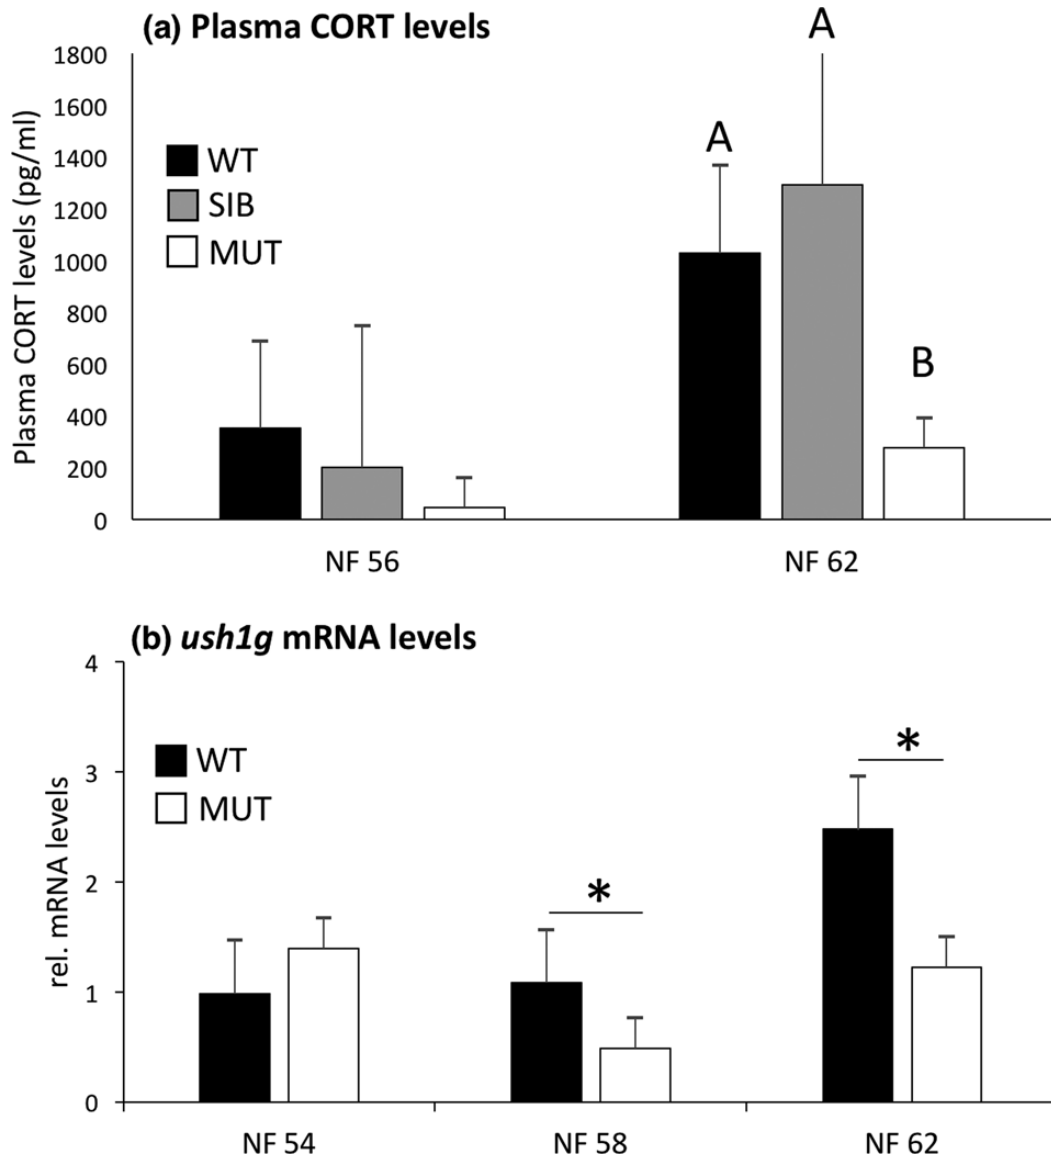 (a) Plasma CORT levels
Plasma CORT levels (pg/ml)
1800
1600
1400
1200
1000
800
600
400
200
0
WT
SIB
MUT
A
A
B
NF 56
NF 62
(b) ush1g mRNA levels
rel. mRNA levels
4
3
2
1
0
WT
MUT
*
*
NF 54
NF 58
NF 62